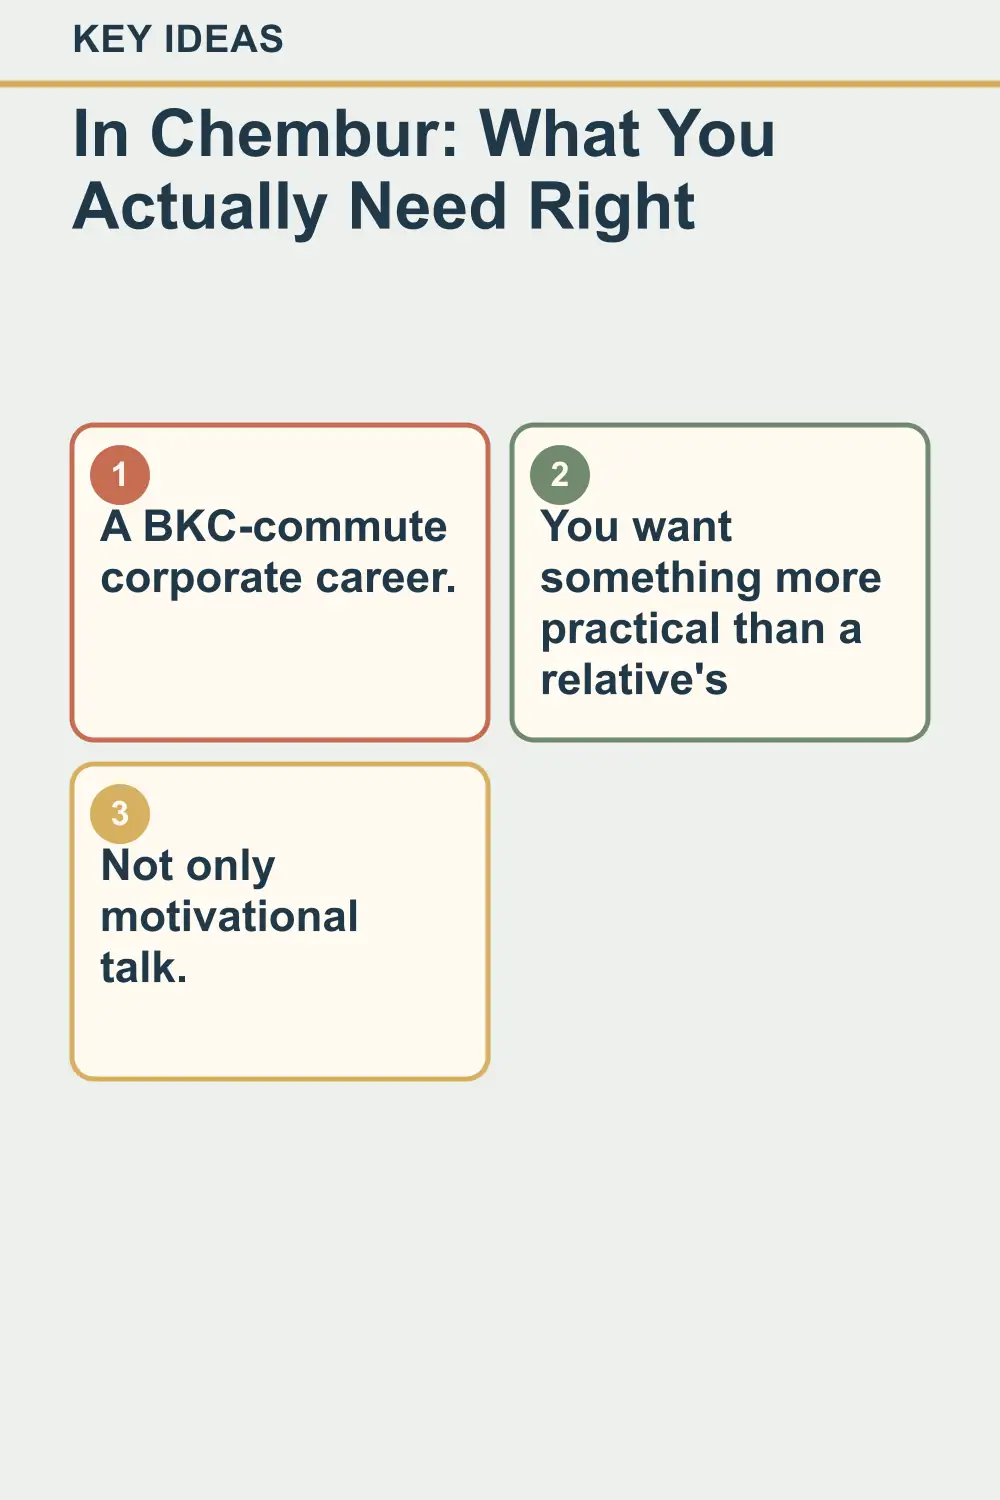 KEY IDEAS
In Chembur: What You
Actually Need Right
1
A BKC-commute
corporate career.
2
You want
something more
practical than a
relative's
3
Not only
motivational
talk.